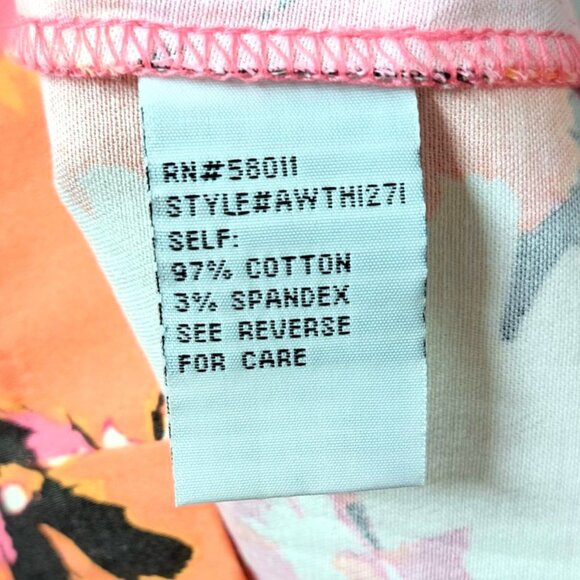 RN#58011
STYLE#AWTH1271
SELF:
97% COTTON
3% SPANDEX
SEE REVERSE
FOR CARE